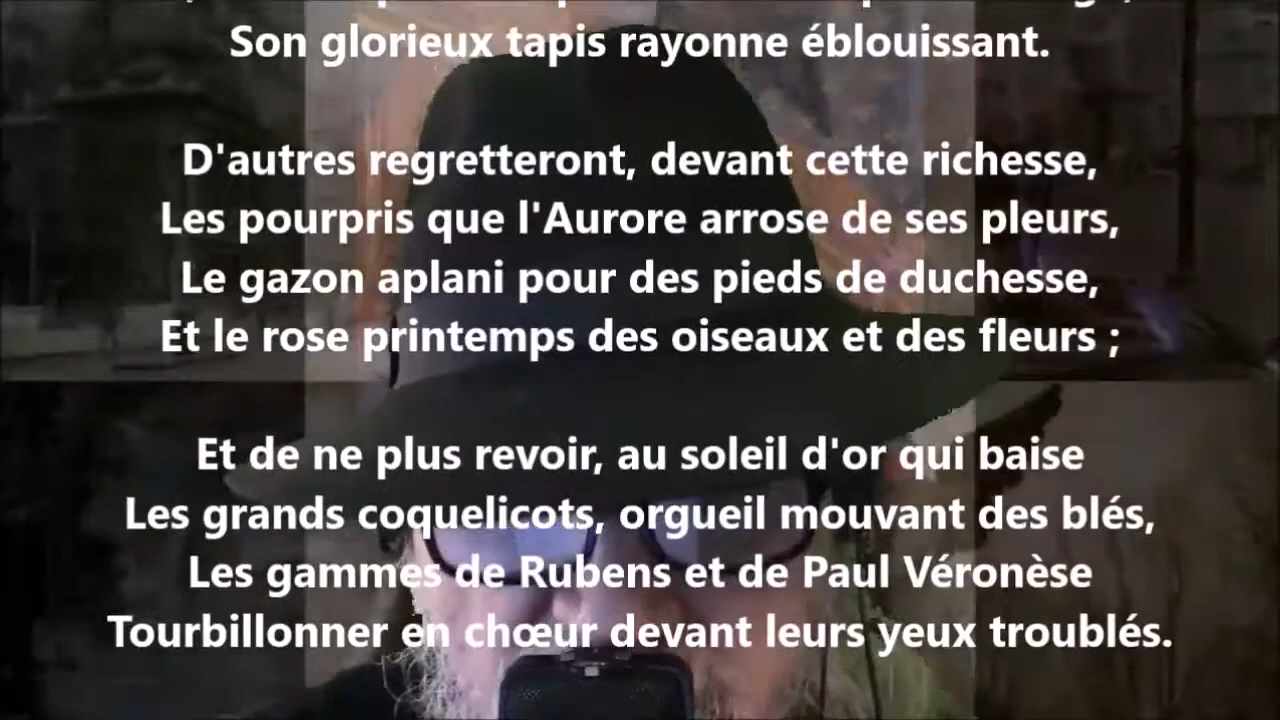 Son glorieux tapis rayonne éblouissant.
D'autres regretteront, devant cette richesse,
Les pourpris que l'Aurore arrose de ses pleurs,
Le gazon aplani pour des pieds de duchesse,
Et le rose printemps des oiseaux et des fleurs ;
Et de ne plus revoir, au soleil d'or qui baise
Les grands coquelicots, orgueil mouvant des blés,
Les gammes de Rubens et de Paul Véronèse
Tourbillonner en chœur devant leurs yeux troublés.